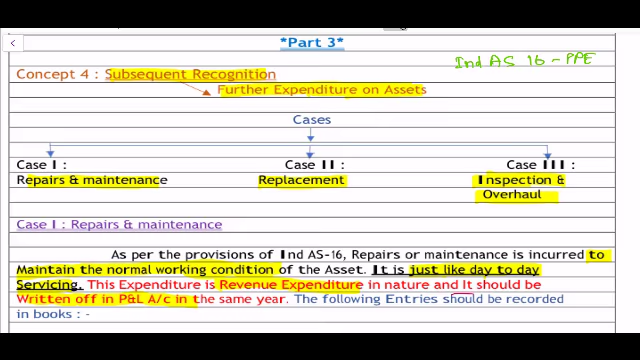 *Part 3*
Ind AS 16 - PPE
Concept 4 : Subsequent Recognition
Further Expenditure on Assets
Cases
Case I : Case II : Case III :
Repairs & maintenance Replacement Inspection &
Overhaul
Case I: Repairs & maintenance
As per the provisions of Ind AS-16, Repairs or maintenance is incurred to
Maintain the normal working condition of the Asset. It is just like day to day
Servicing. This Expenditure is Revenue Expenditure in nature and It should be
Written off in P&L A/c in the same year. The following Entries should be recorded
in books : -